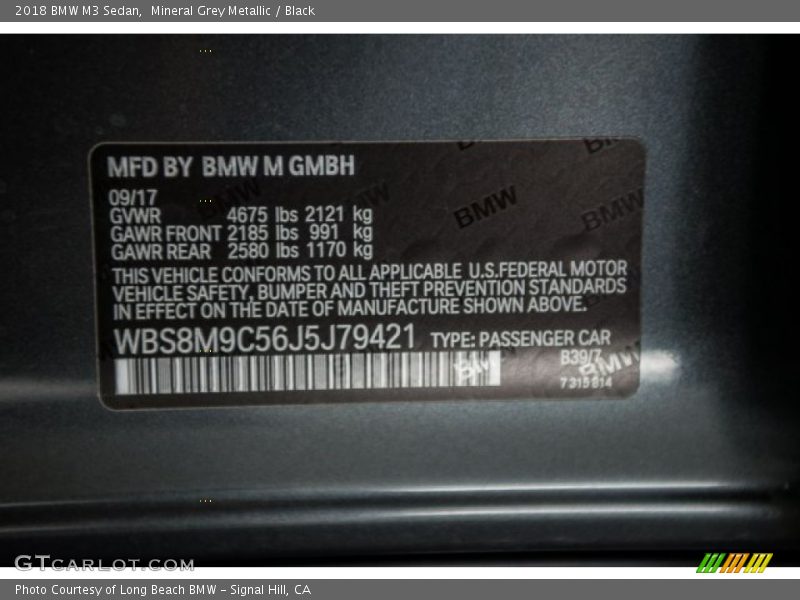 2018 BMW M3 Sedan, Mineral Grey Metallic / Black
MFD BY BMW M GMBH
09/17
GVWR 4675 lbs 2121 kg
GAWR FRONT 2185 lbs 991 kg
GAWR REAR 2580 lbs 1170 kg
THIS VEHICLE CONFORMS TO ALL APPLICABLE U.S.FEDERAL MOTOR
VEHICLE SAFETY, BUMPER AND THEFT PREVENTION STANDARDS
IN EFFECT ON THE DATE OF MANUFACTURE SHOWN ABOVE.
WBS8M9C56J5J79421 TYPE: PASSENGER CAR
B39/7
7315814
BMW
BMW
BMW
GTCARLOT.COM
Photo Courtesy of Long Beach BMW - Signal Hill, CA